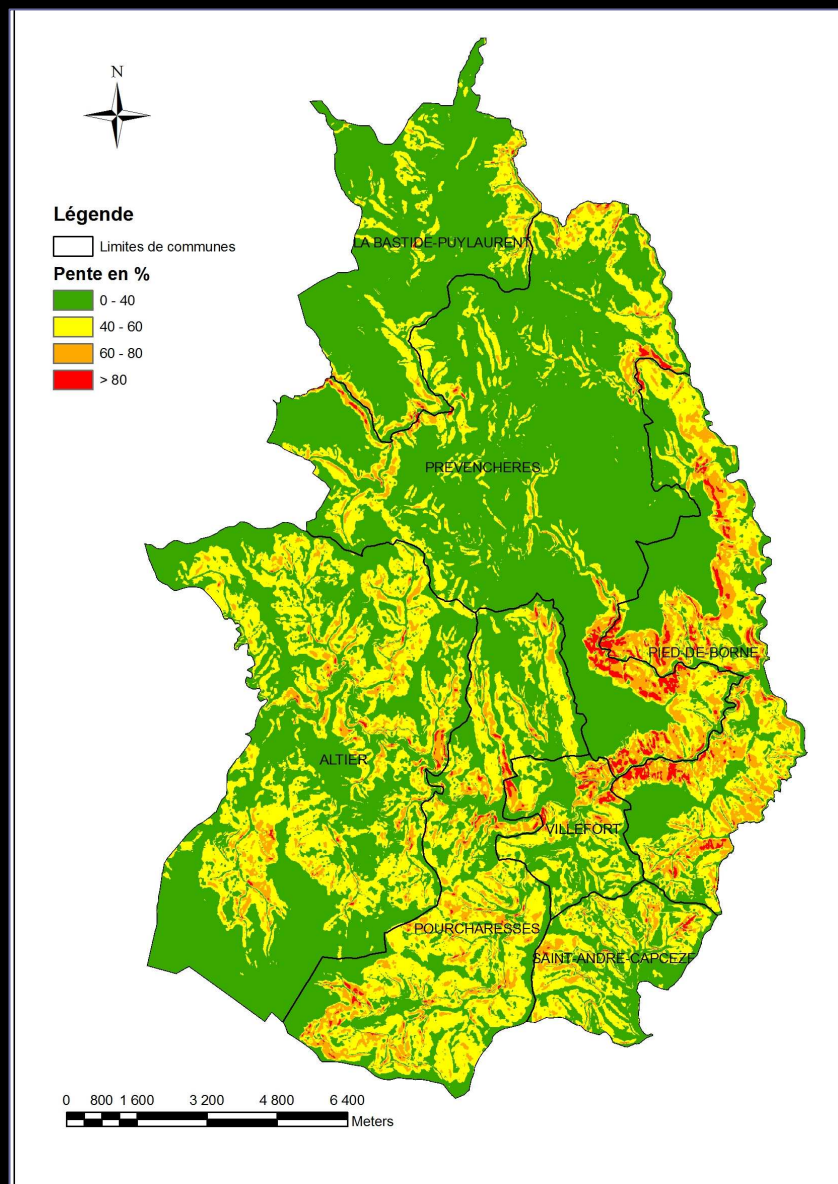 N
Légende
Limites de communes
Pente en %
0 - 40
40 - 60
60 - 80
> 80
LA BASTIDE-PUYLAURENT
PREVENCHERES
PIED-DE-BORNE
ALTIER
VILLEFORT
POURCHARESSES
SAINT-ANDRE-CAPCEZE
0 800 1 600 3 200 4 800 6 400
Meters